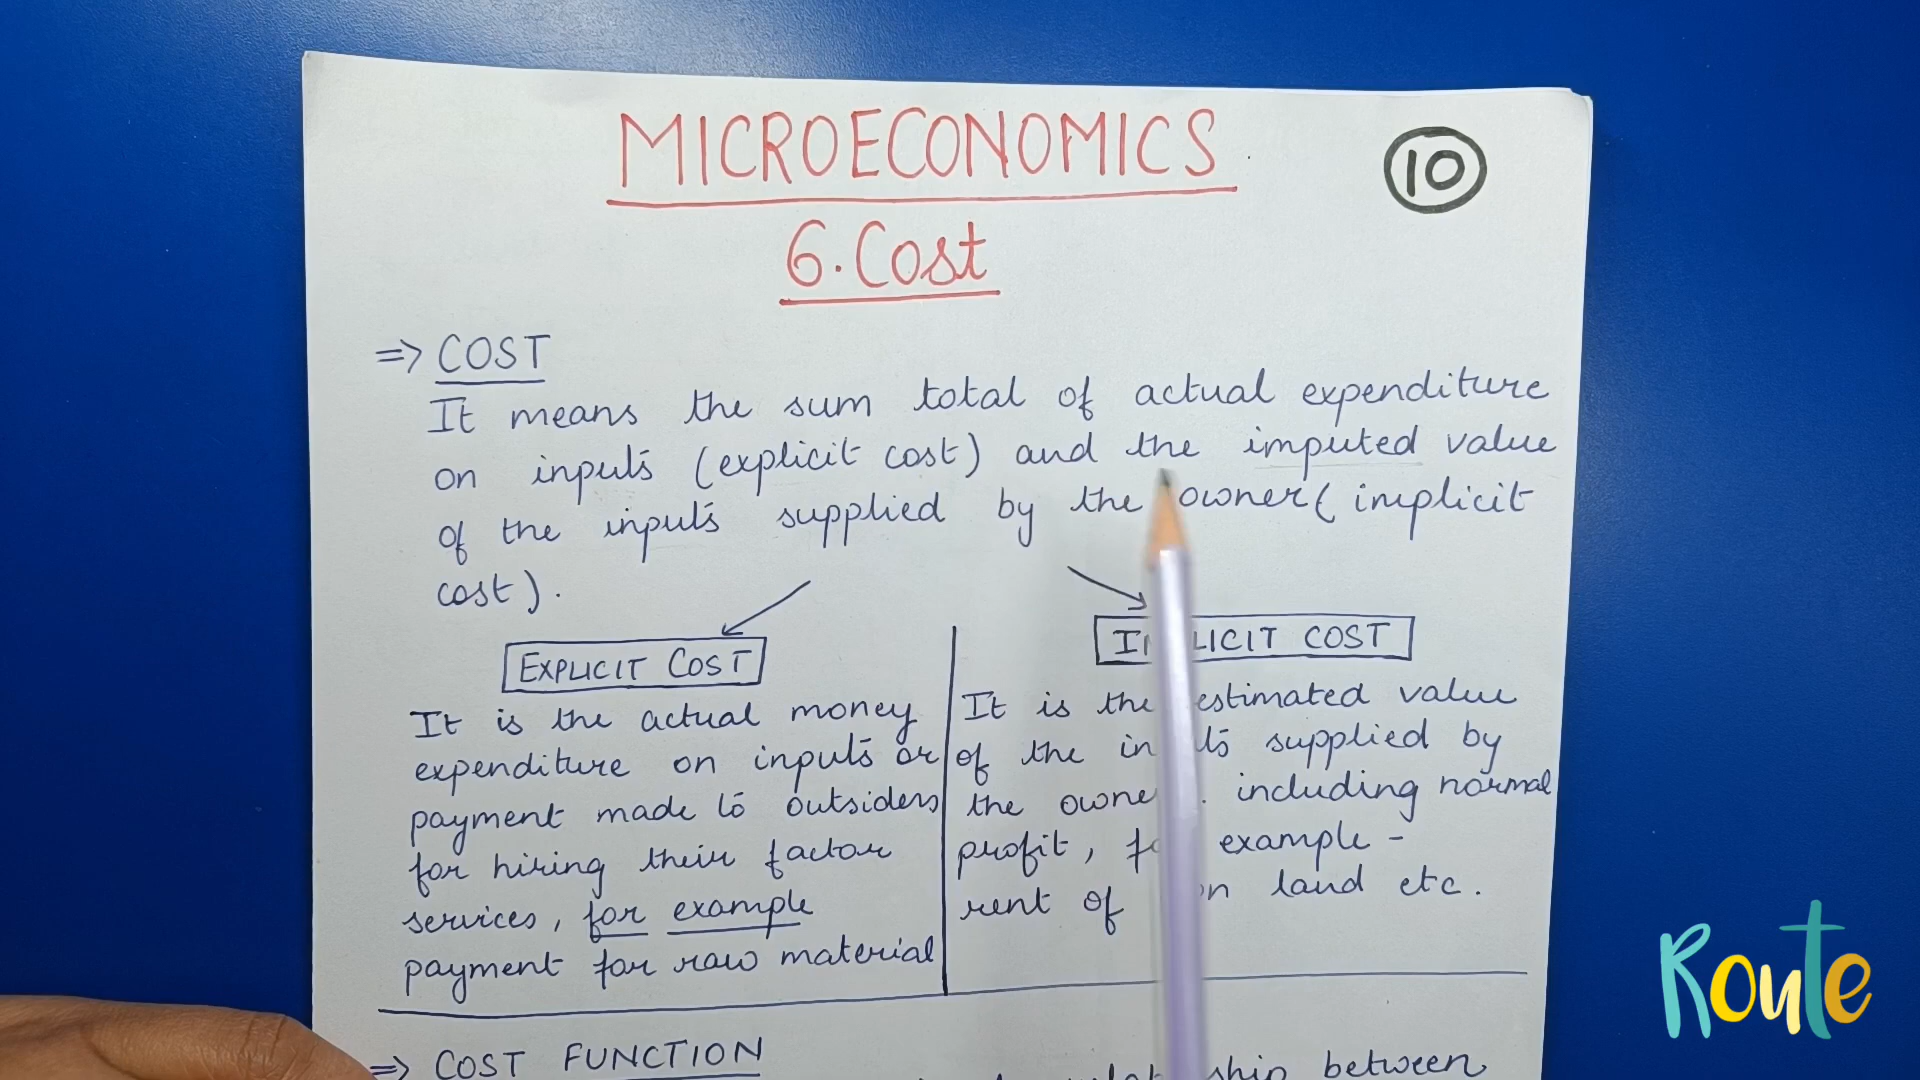 MICROECONOMICS
10
6. Cost
=> COST
It means the sum total of actual expenditure
on inputs (explicit cost) and the imputed value
of the inputs supplied by the owner ( implicit
cost).
EXPLICIT COST
It is the actual money
expenditure on inputs or
payment made to outsiders
for hiring their factor
services, for example
payment for raw material
COST
It is the estimated value
of the supplied by
the including normal
profit, example -
rent of land etc.
=> COST FUNCTION
between
Route